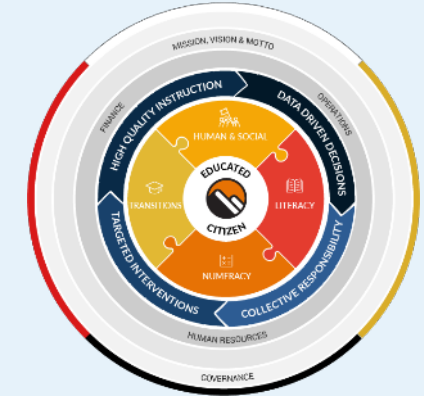 MISSION, VISION & MOTTO
FINANCE
OPERATIONS
HIGH QUALITY INSTRUCTION
DATA DRIVEN DECISIONS
HUMAN & SOCIAL
EDUCATED
TRANSITIONS
LITERACY
CITIZEN
NUMERACY
TARGETED INTERVENTIONS
COLLECTIVE RESPONSIBILITY
HUMAN RESOURCES
GOVERNANCE